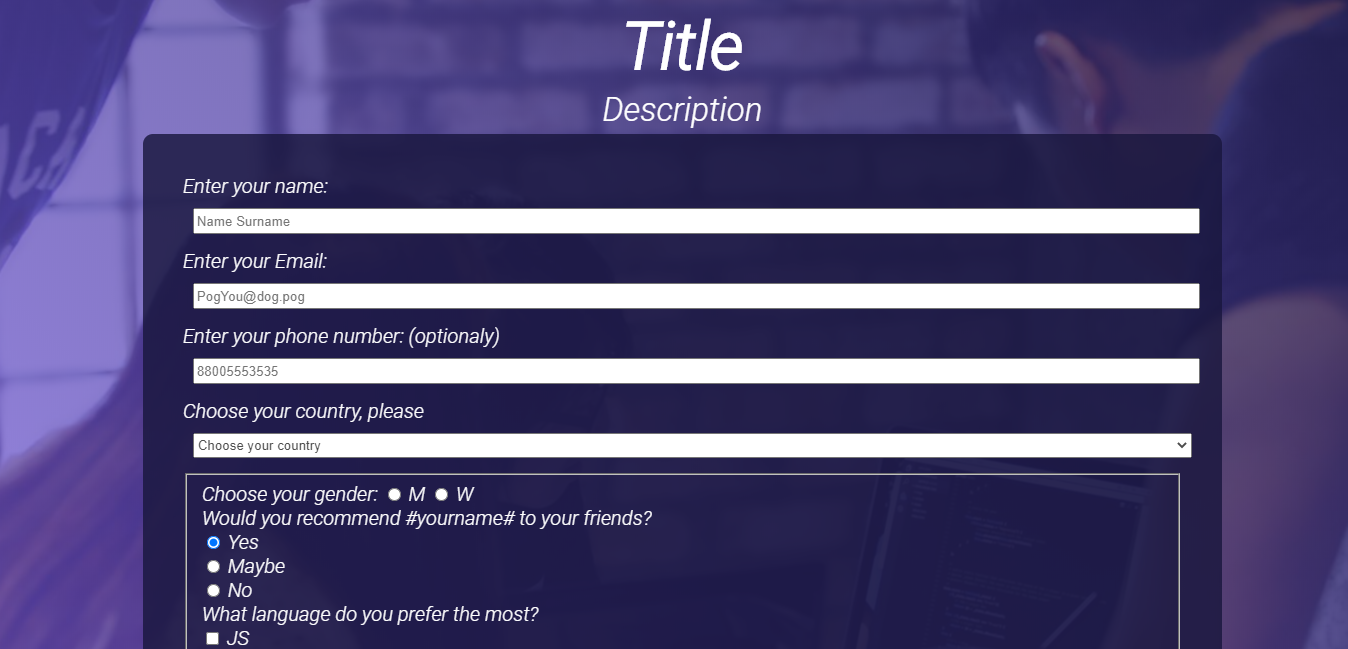 Title
Description
Enter your name:
Name Surname
Enter your Email:
PogYou@dog.pog
Enter your phone number: (optionaly)
88005553535
Choose your country, please
Choose your country
Choose your gender: M W
Would you recommend #yourname# to your friends?
Yes
Maybe
No
What language do you prefer the most?
JS